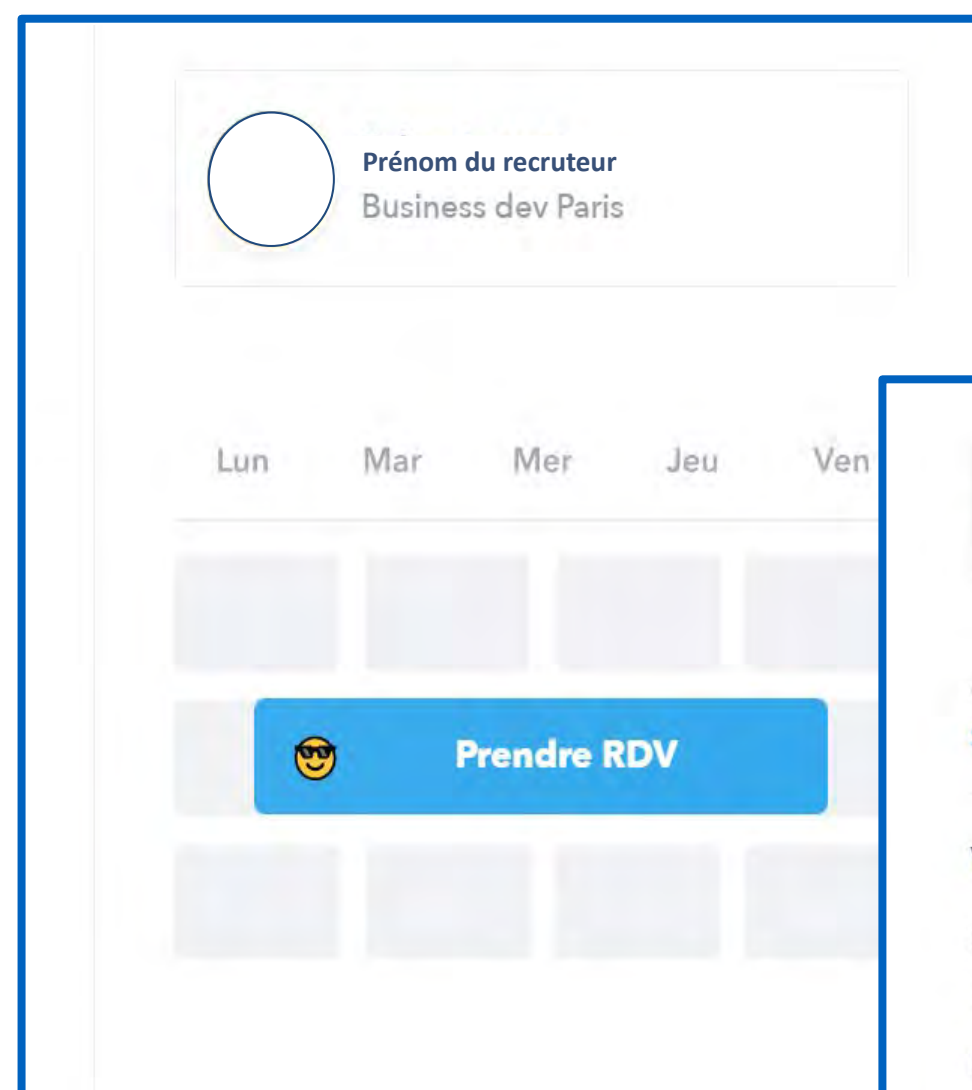 Prénom du recruteur
Business dev Paris
Lun Mar Mer Jeu Ven
Prendre RDV